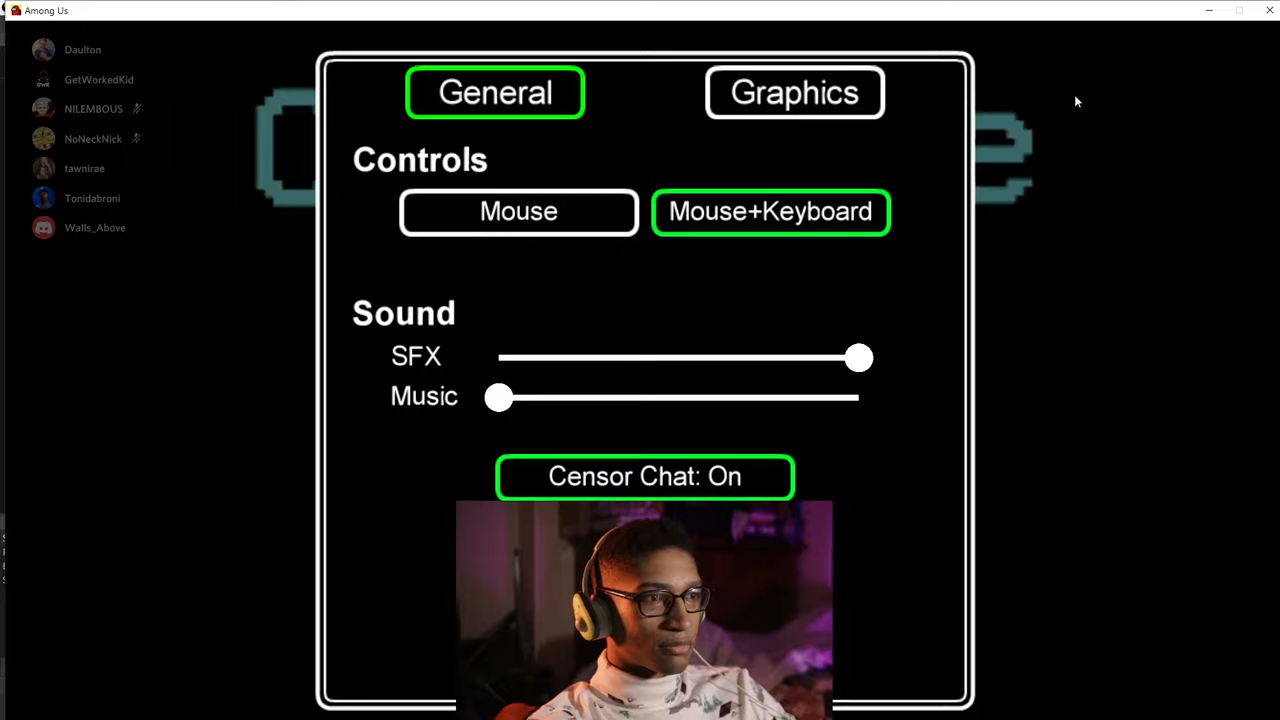 Among Us
Daulton
GetWorkedKid
NILEMBOUS
NoNeckNick
tawnirae
Tonidabroni
Walls_Above
General
Graphics
Controls
Mouse
Mouse+Keyboard
Sound
SFX
Music
Censor Chat: On